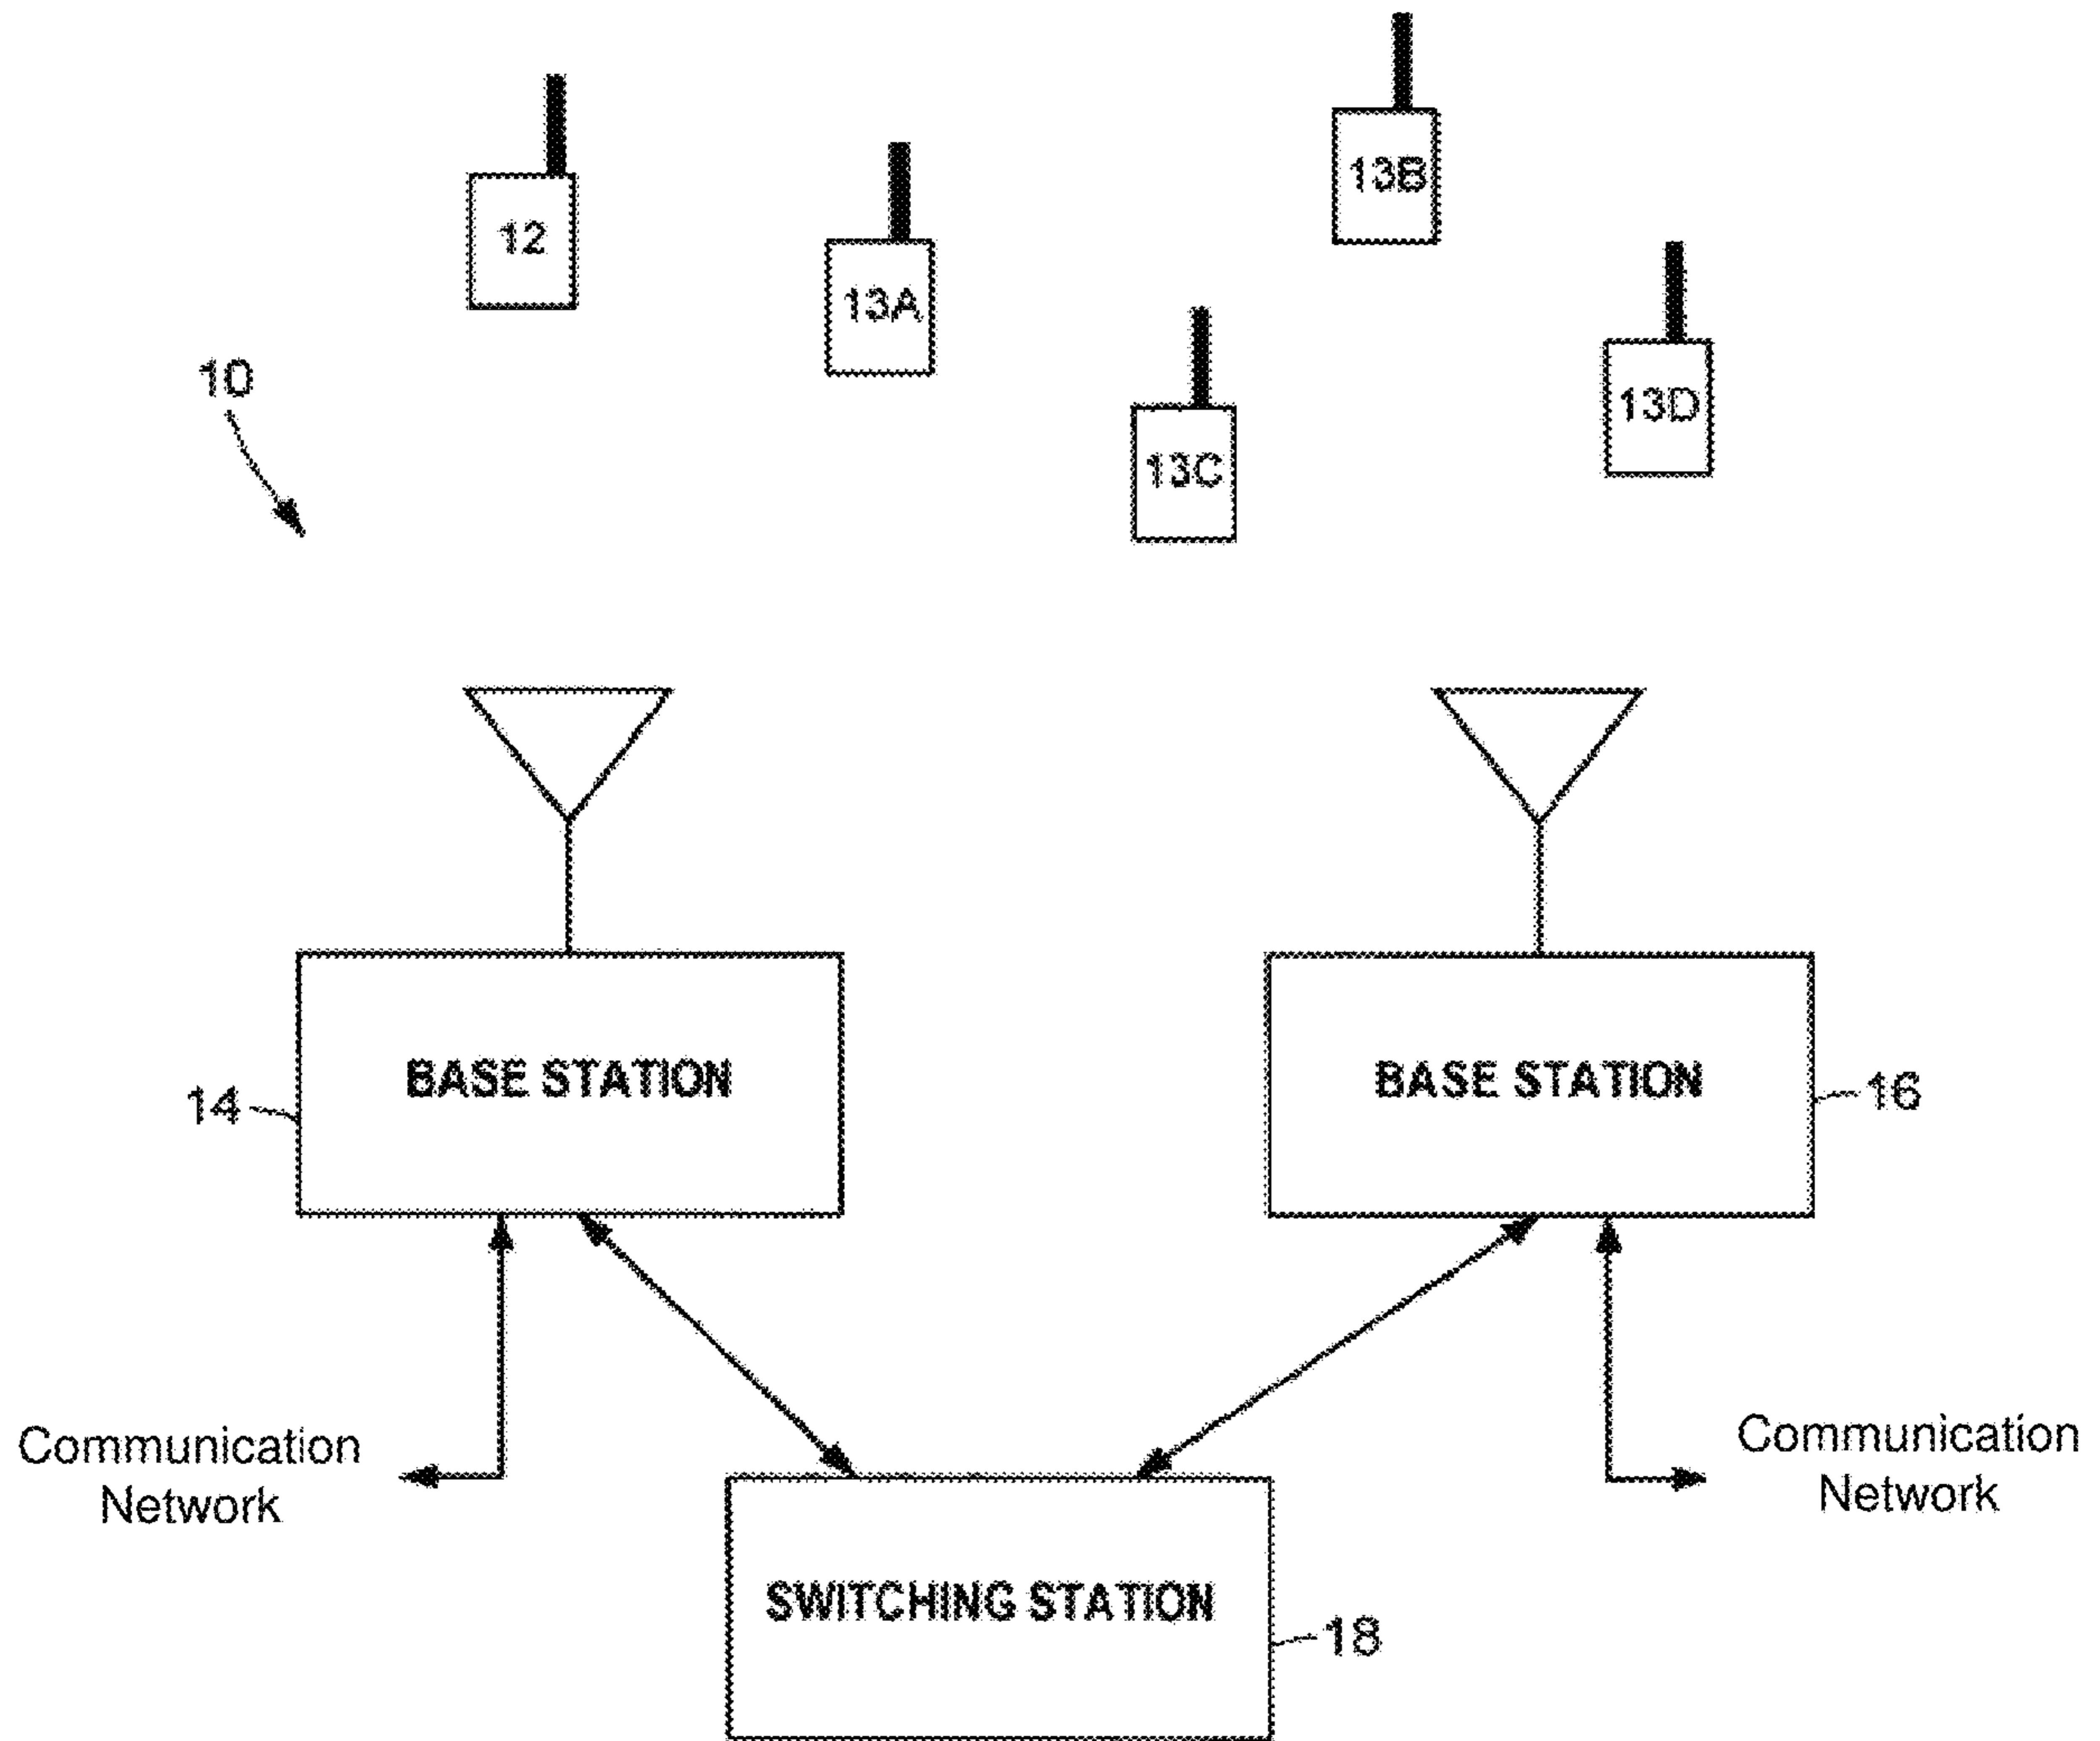 13B
12
13A
10
13D
13C
BASE STATION
BASE STATION
14
16
Communication
Network
Communication
Network
SWITCHING STATION
18